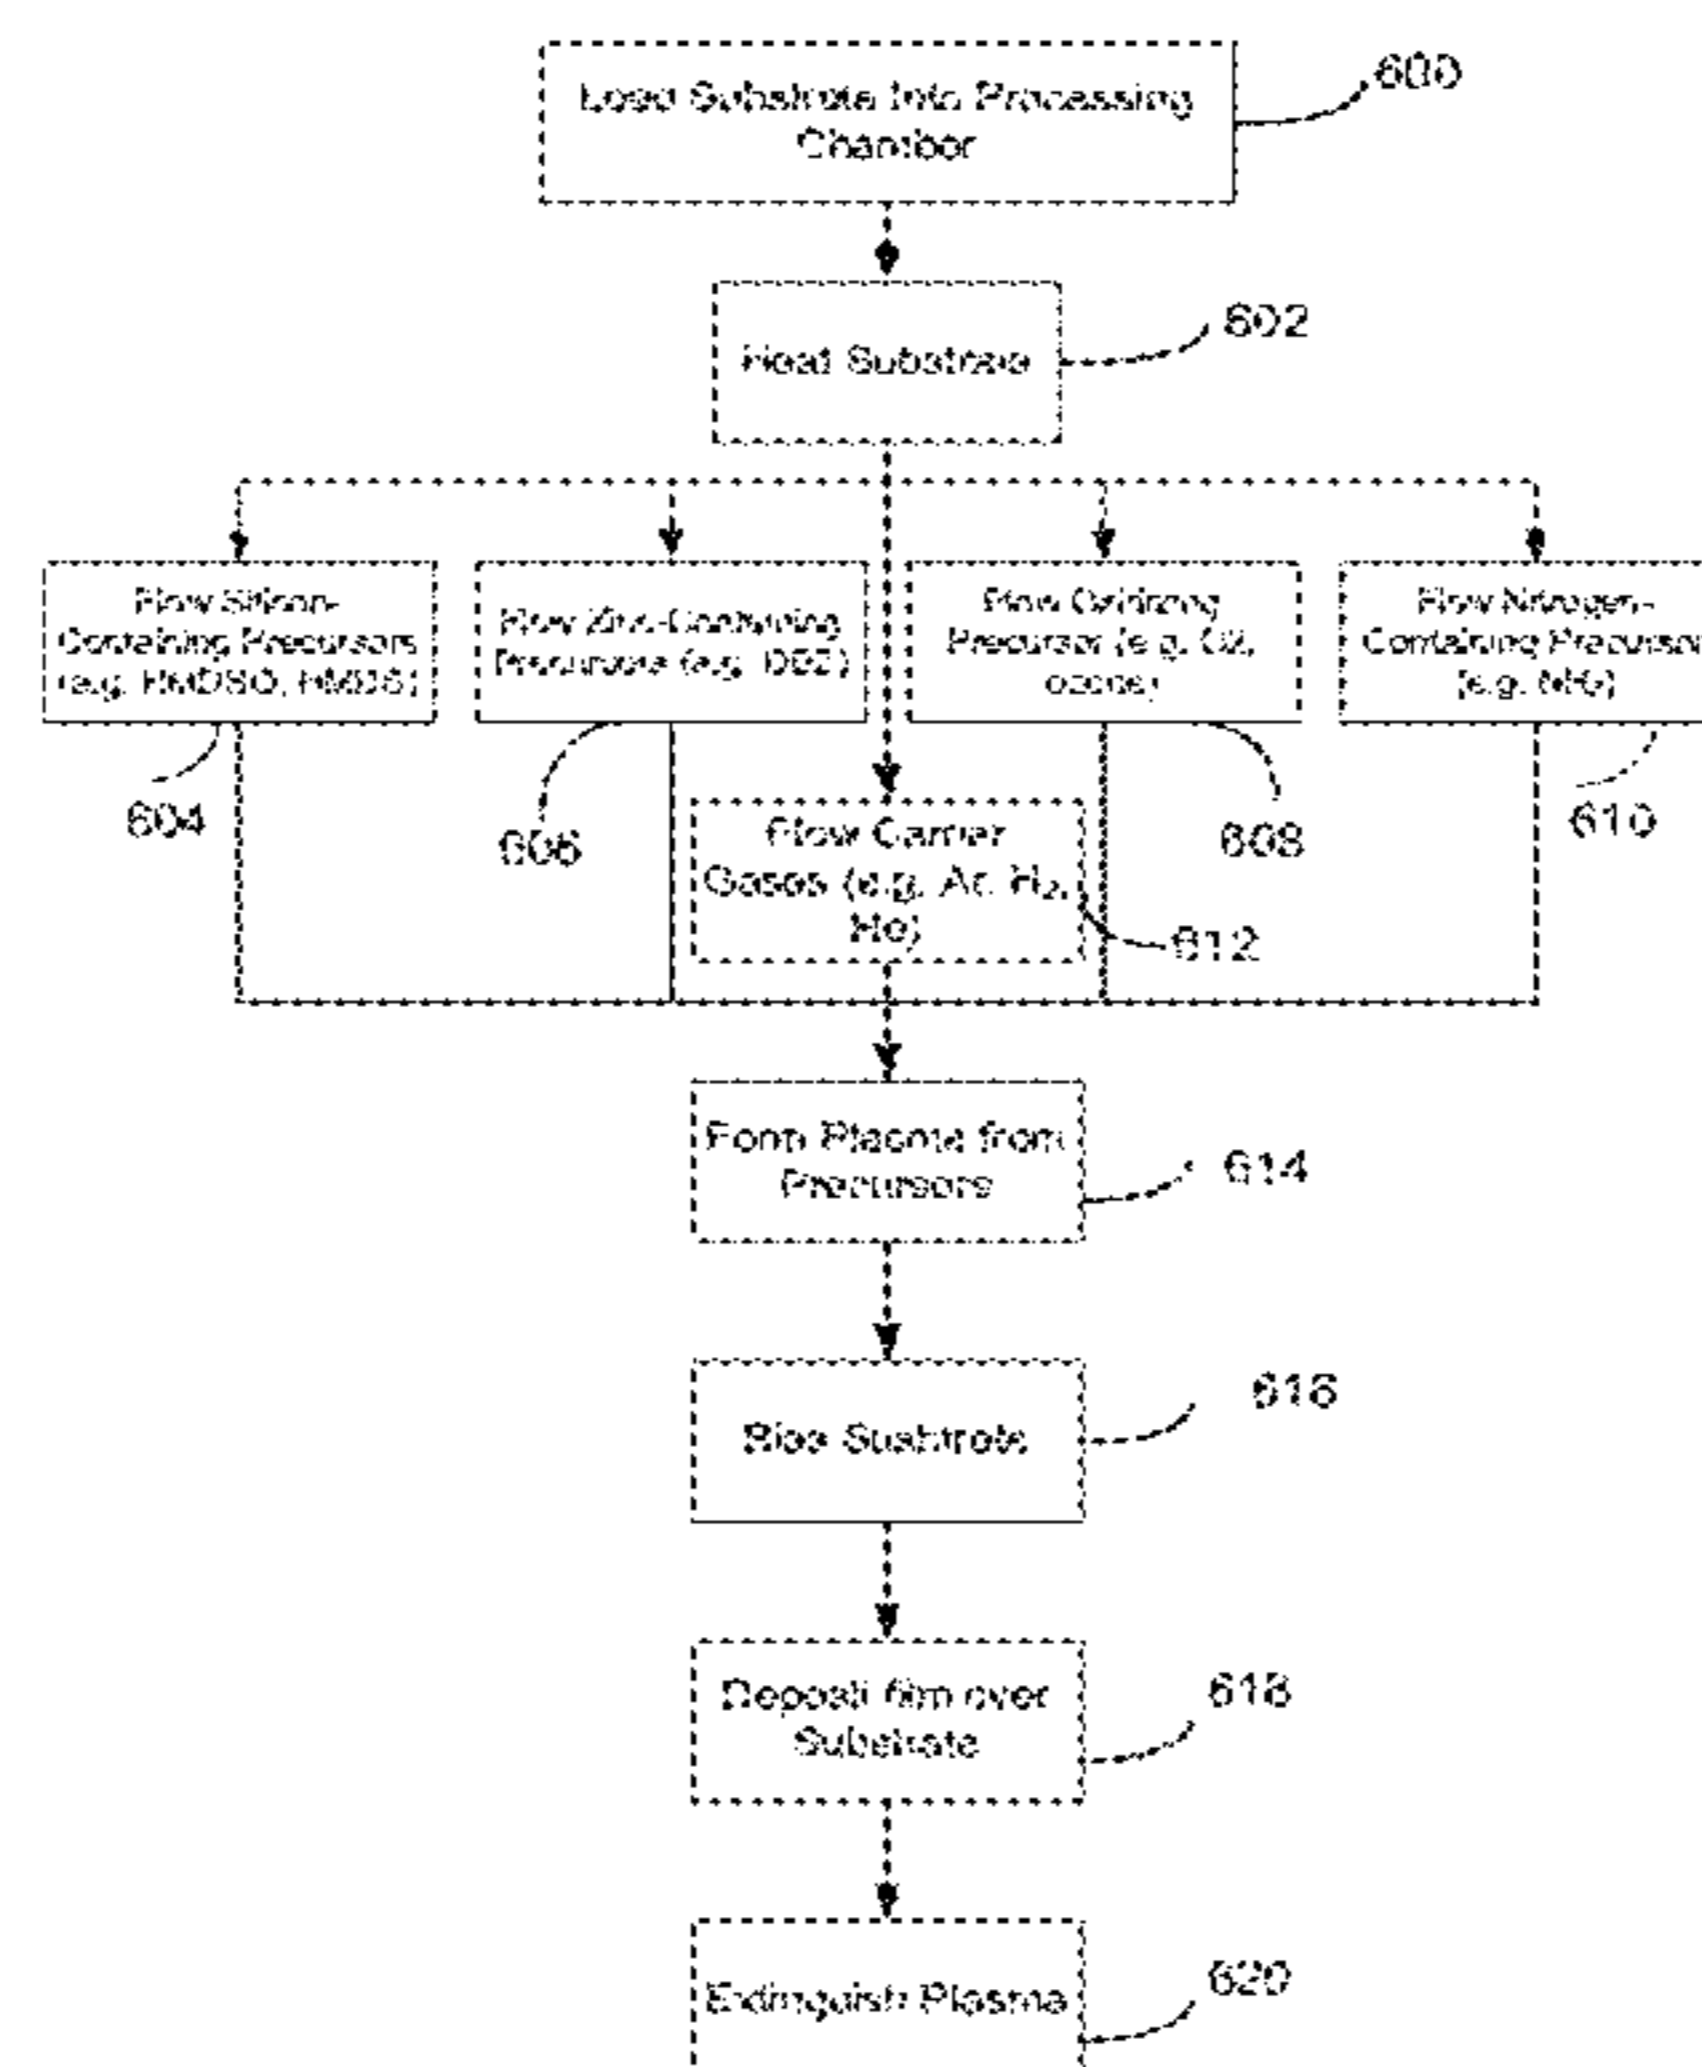 Load Substrate Into Processing
Chamber
600
Heat Substrate
602
Flow Silicon-
Containing Precursors
(e.g. HMDSO, HMDS)
604
Flow Zinc-Containing
Precursors (e.g. DEZ)
606
Flow Oxidizing
Precursor (e.g. O2,
ozone)
608
Flow Nitrogen-
Containing Precursor
(e.g. NH3)
610
Flow Carrier
Gases (e.g. Ar, H2,
He)
612
Form Plasma from
Precursors
614
Bias Susbtrate
616
Deposit film over
Substrate
618
Extinguish Plasma
620